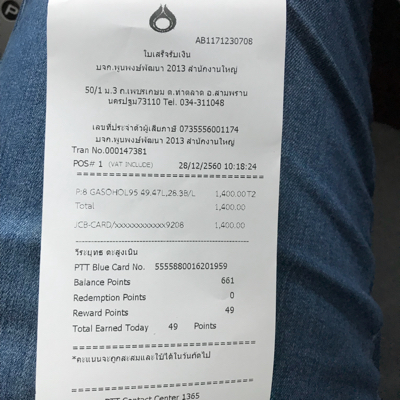 AB1171230708
ใบเสร็จรับเงิน
บจก.พูนพงษ์พัฒนา 2013 สำนักงานใหญ่
50/1 ม.3 ถ.เพชรเกษม ต.ท่าตลาด อ.สามพราน
นครปฐม73110 Tel. 034-311048
เลขที่ประจำตัวผู้เสียภาษี 0735556001174
บจก.พูนพงษ์พัฒนา 2013 สำนักงานใหญ่
Tran No.000147381
POS# 1 (VAT INCLUDE) 28/12/2560 10:18:24
P:8 GASOHOL95 49.47L,28.3B/L 1,400.00T2
Total 1,400.00
JCB-CARD/xxxxxxxxxxxx9208 1,400.00
วีระยุทธ ตะสูงเนิน
PTT Blue Card No. 5555880016201959
Balance Points 661
Redemption Points 0
Reward Points 49
Total Earned Today 49 Points
*คะแนนจะถูกสะสมและใช้ได้ในวันถัดไป
PTT Contact Center 1365